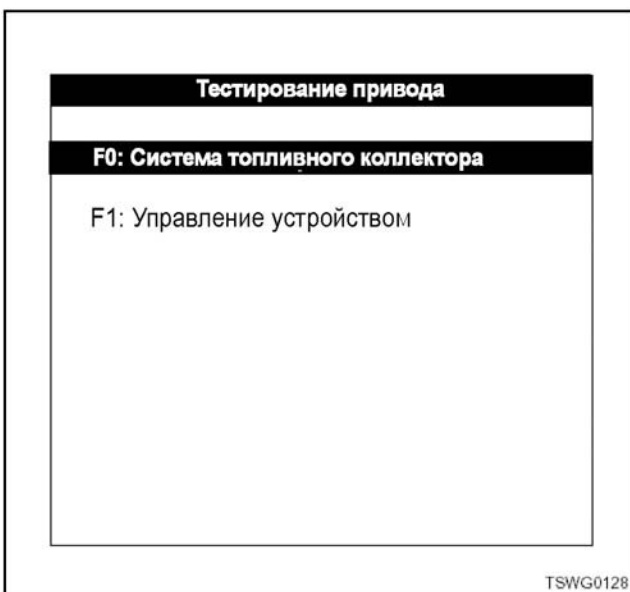 Тестирование привода
F0: Система топливного коллектора
F1: Управление устройством
TSWG0128